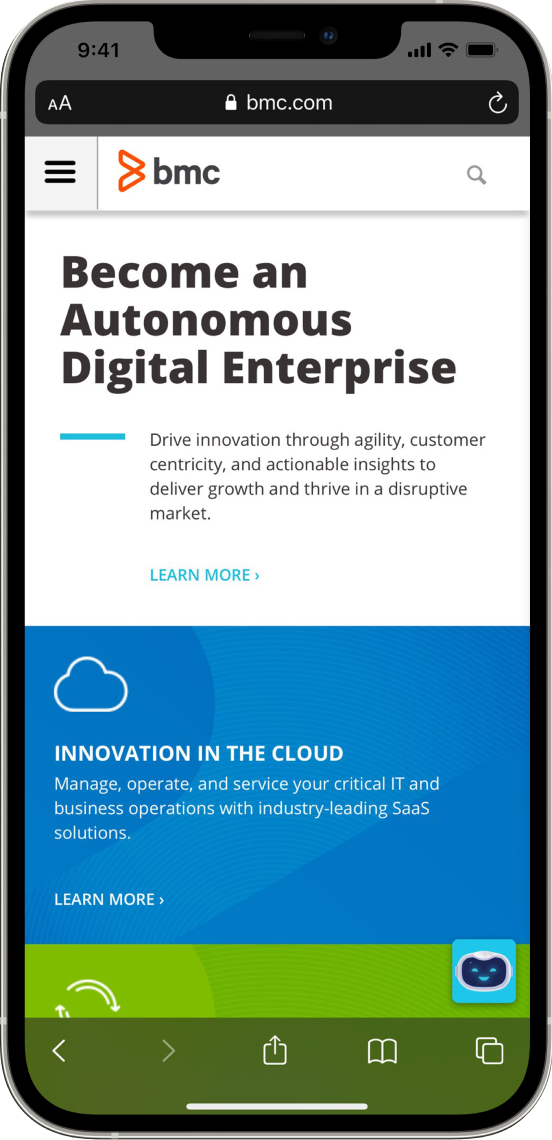 9:41
AA bmc.com
bmc
Become an
Autonomous
Digital Enterprise
Drive innovation through agility, customer
centricity, and actionable insights to
deliver growth and thrive in a disruptive
market.
LEARN MORE ›
INNOVATION IN THE CLOUD
Manage, operate, and service your critical IT and
business operations with industry-leading SaaS
solutions.
LEARN MORE ›